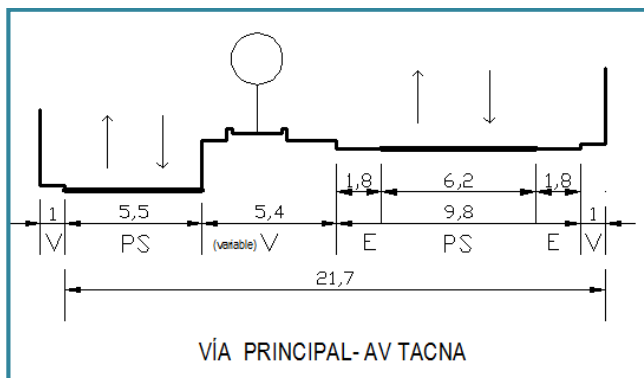 1,8 6,2 1,8
1 5,5 5,4 9,8 1
V PS (variable) V E PS E V
21,7
VÍA PRINCIPAL- AV TACNA